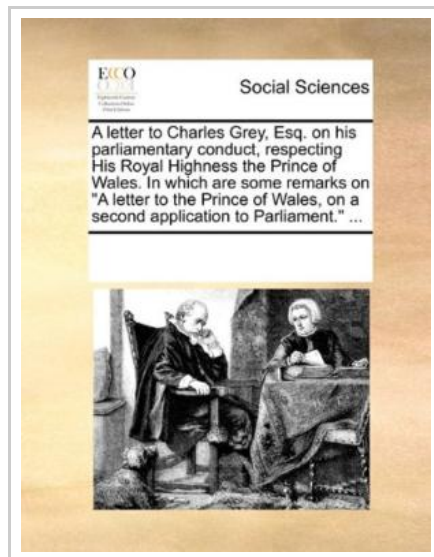 ECCO
Social Sciences
A letter to Charles Grey, Esq. on his
parliamentary conduct, respecting
His Royal Highness the Prince of
Wales. In which are some remarks on
"A letter to the Prince of Wales, on a
second application to Parliament." ...